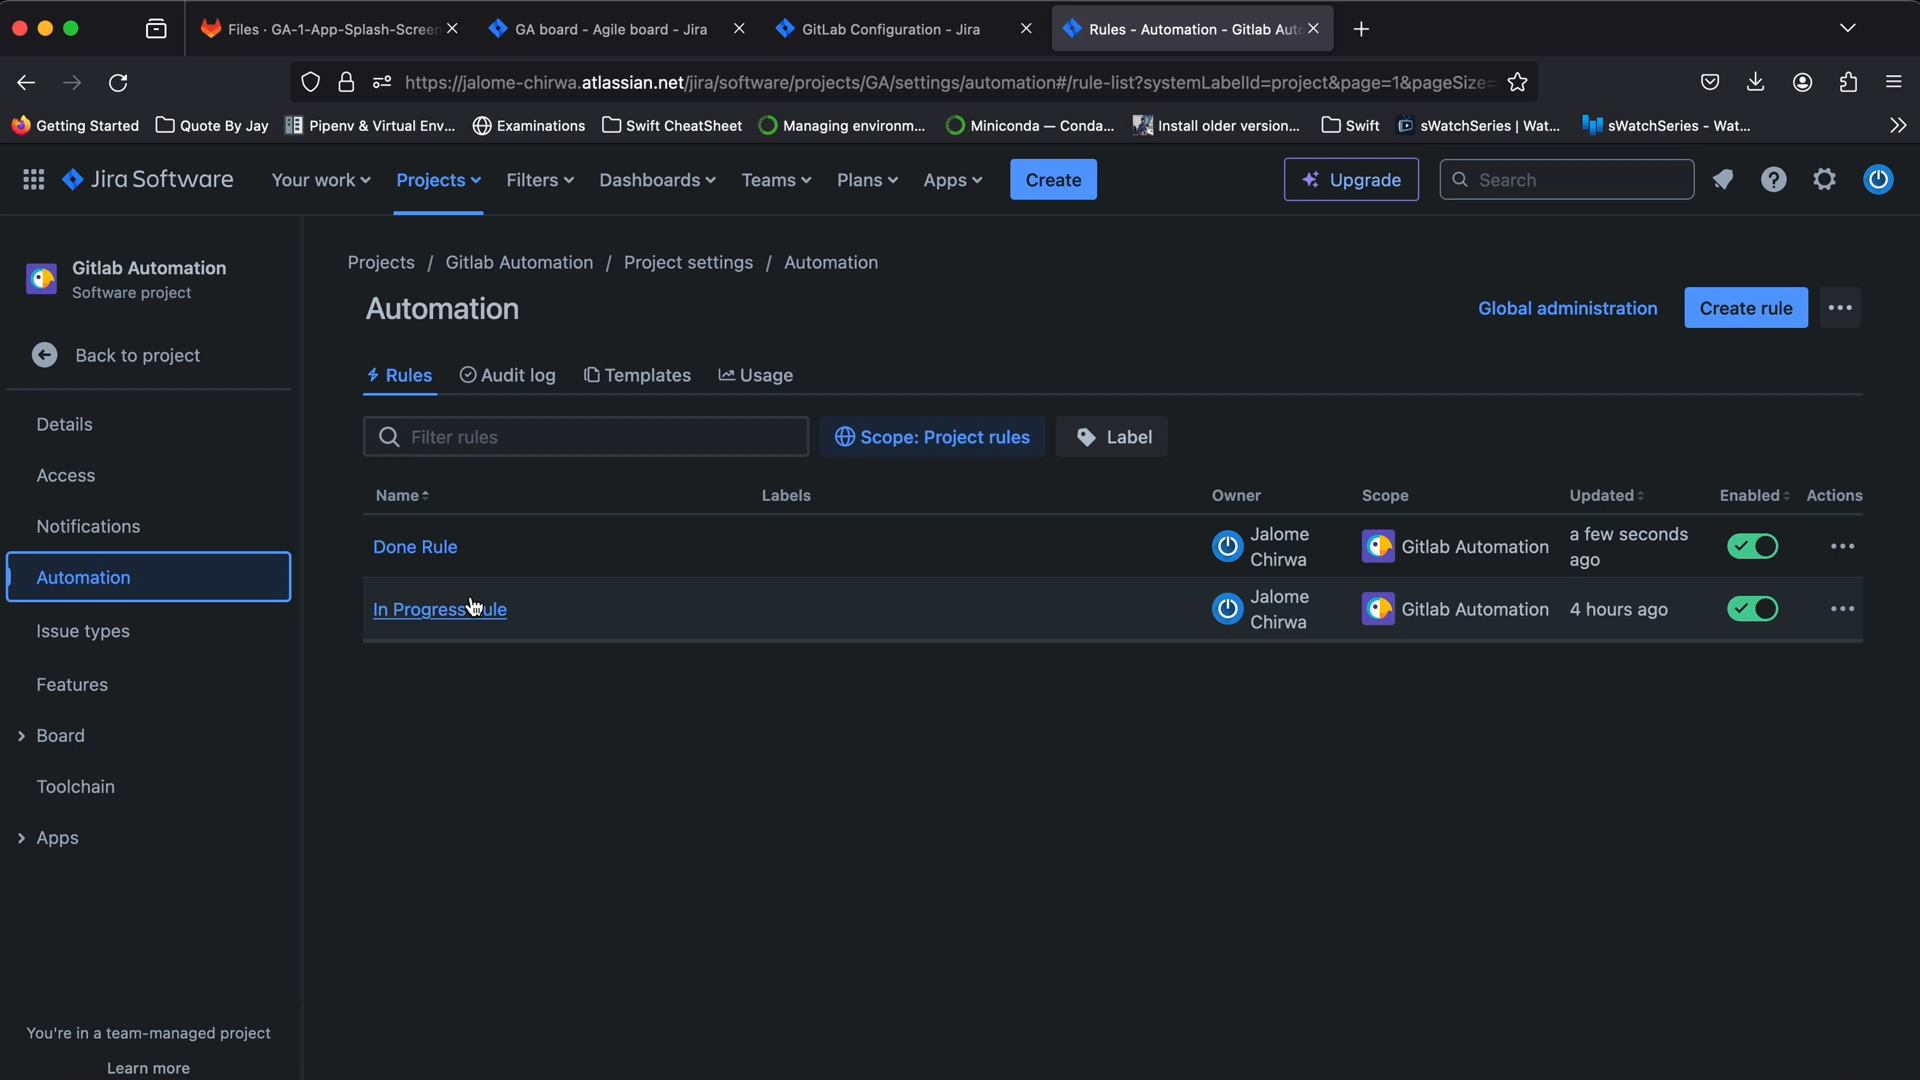 Files · GA-1-App-Splash-Screen
GA board - Agile board - Jira
GitLab Configuration - Jira
Rules - Automation - Gitlab Aut
https://jalome-chirwa.atlassian.net/jira/software/projects/GA/settings/automation#/rule-list?systemLabelId=project&page=1&pageSize=
Getting Started
Quote By Jay
Pipenv & Virtual Env...
Examinations
Swift CheatSheet
Managing environm...
Miniconda — Conda...
Install older version...
Swift
sWatchSeries | Wat...
sWatchSeries - Wat...
Jira Software
Your work
Projects
Filters
Dashboards
Teams
Plans
Apps
Create
Upgrade
Search
Gitlab Automation
Software project
Back to project
Details
Access
Notifications
Automation
Issue types
Features
Board
Toolchain
Apps
You're in a team-managed project
Learn more
Projects / Gitlab Automation / Project settings / Automation
Automation
Global administration
Create rule
Rules
Audit log
Templates
Usage
Filter rules
Scope: Project rules
Label
Name Labels Owner Scope Updated Enabled Actions
Done Rule
Jalome
Chirwa
Gitlab Automation
a few seconds
ago
In Progress Rule
Jalome
Chirwa
Gitlab Automation
4 hours ago